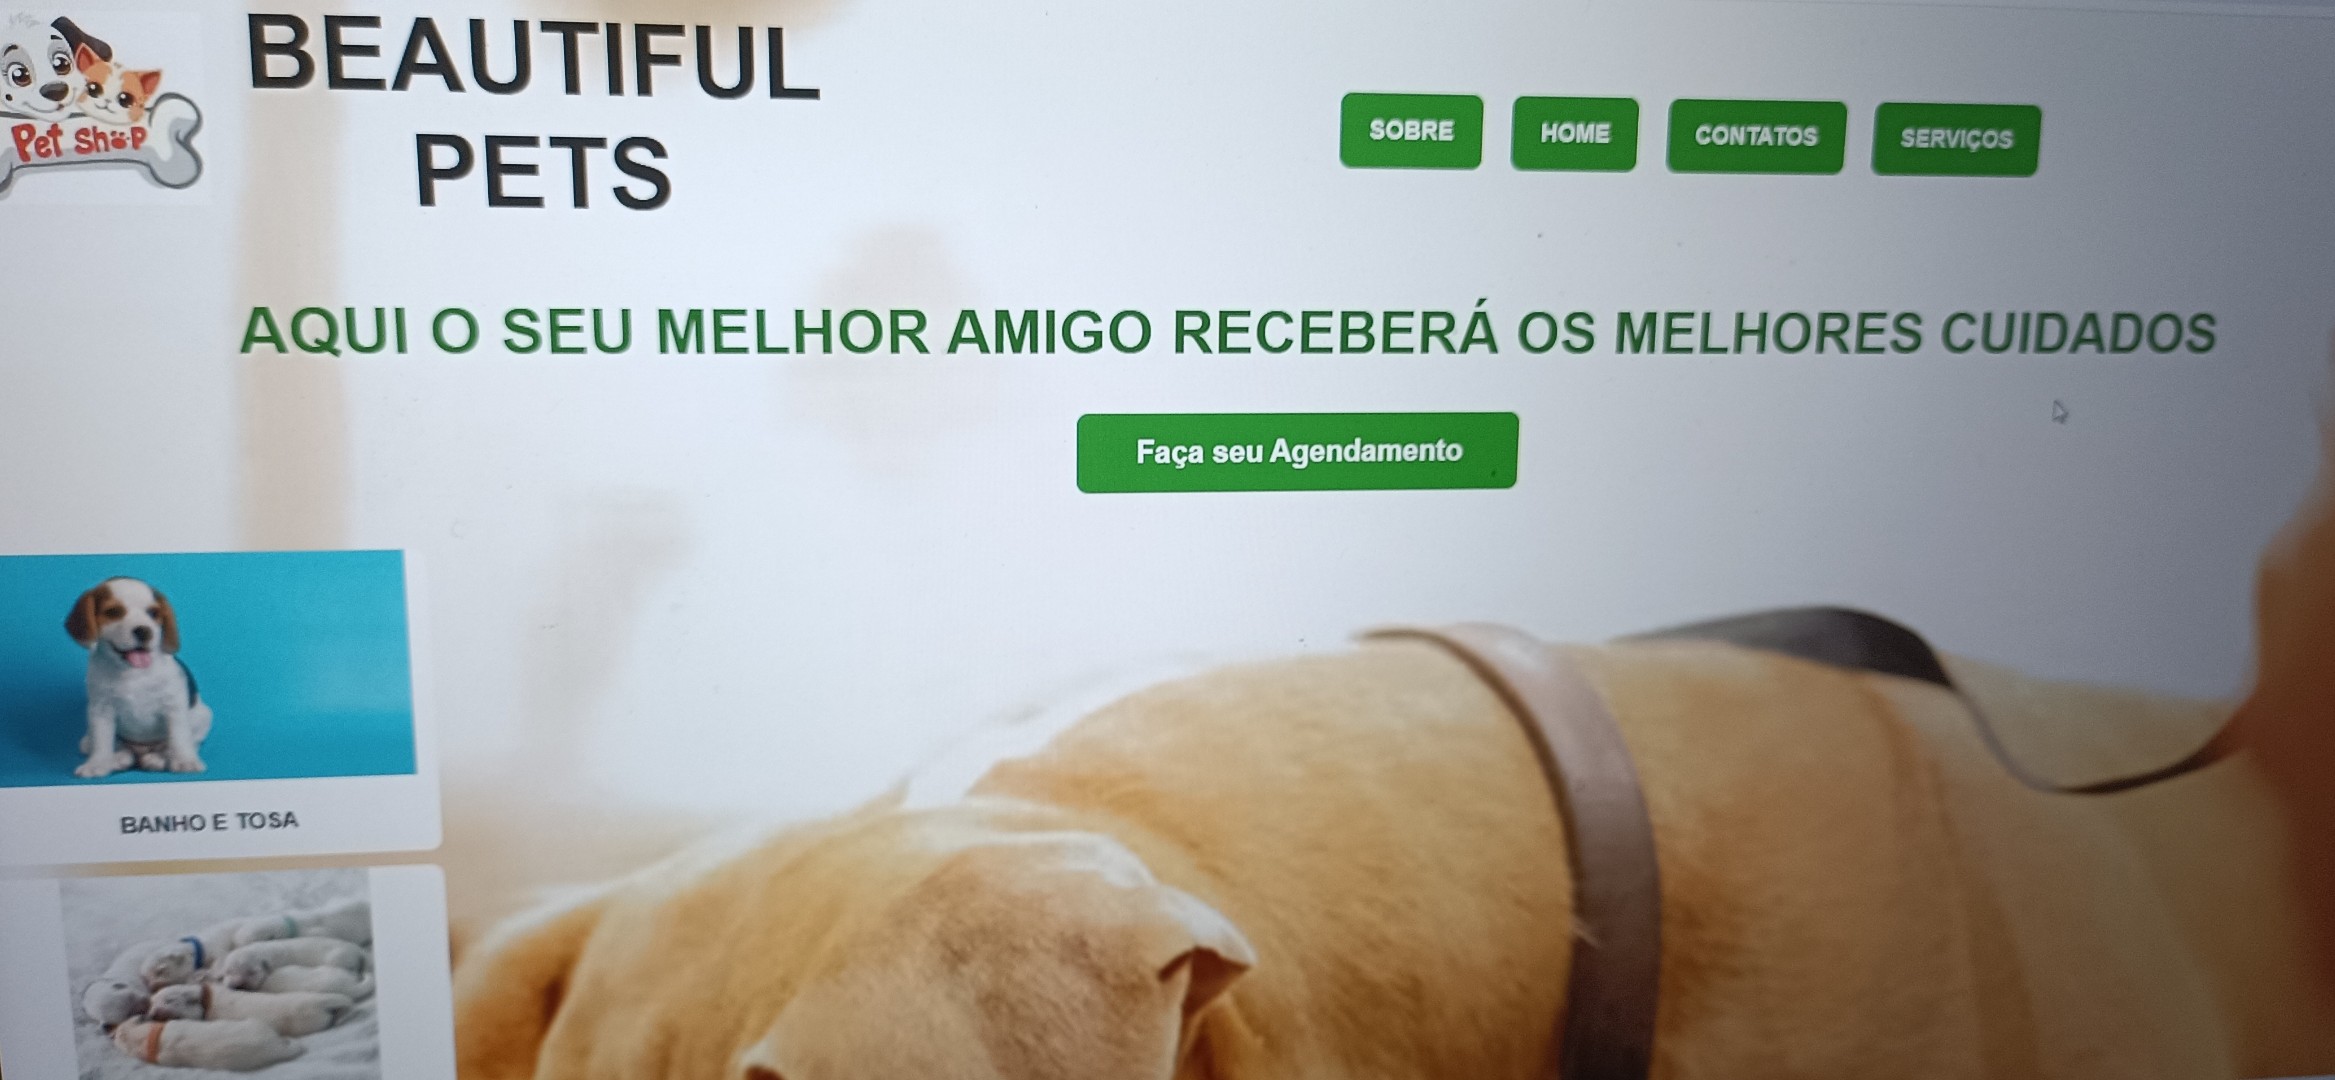 Pet Shop
BEAUTIFUL
PETS
SOBRE
HOME
CONTATOS
SERVIÇOS
AQUI O SEU MELHOR AMIGO RECEBERÁ OS MELHORES CUIDADOS
Faça seu Agendamento
BANHO E TOSA